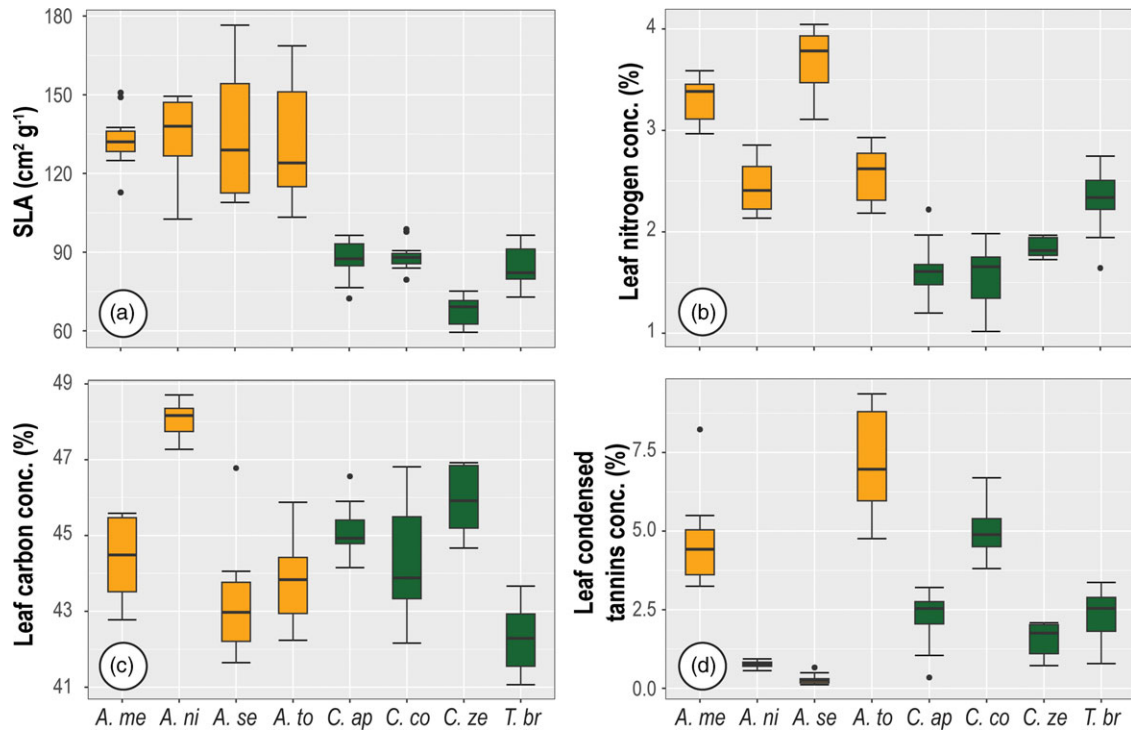 SLA (cm² g⁻¹)
180
150
120
90
60
(a)
Leaf nitrogen conc. (%)
4
3
2
1
(b)
Leaf carbon conc. (%)
49
47
45
43
41
(c)
A. me A. ni A. se A. to C. ap C. co C. ze T. br
Leaf condensed
tannins conc. (%)
7.5
5.0
2.5
0.0
(d)
A. me A. ni A. se A. to C. ap C. co C. ze T. br